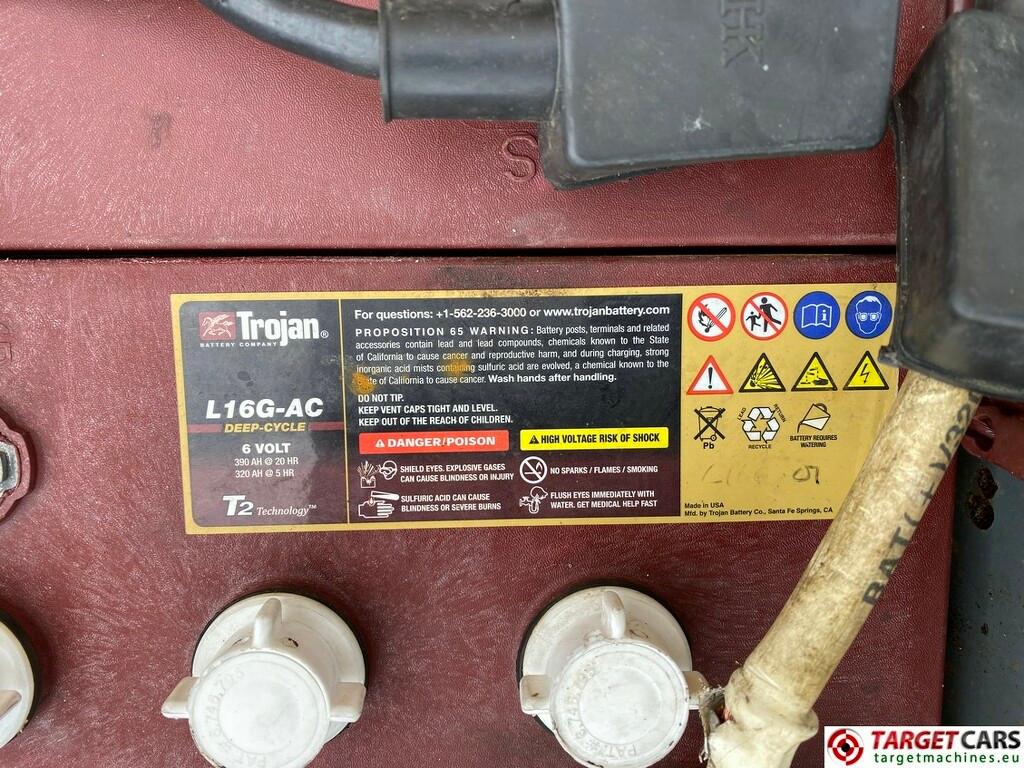 HK
S
Trojan®
BATTERY COMPANY
L16G-AC
DEEP-CYCLE
6 VOLT
390 AH @ 20 HR
320 AH @ 5 HR
T2 Technology™
For questions: +1-562-236-3000 or www.trojanbattery.com
PROPOSITION 65 WARNING: Battery posts, terminals and related
accessories contain lead and lead compounds, chemicals known to the State
of California to cause cancer and reproductive harm, and during charging, strong
inorganic acid mists containing sulfuric acid are evolved, a chemical known to the
State of California to cause cancer. Wash hands after handling.
DO NOT TIP.
KEEP VENT CAPS TIGHT AND LEVEL.
KEEP OUT OF THE REACH OF CHILDREN.
DANGER/POISON
HIGH VOLTAGE RISK OF SHOCK
SHIELD EYES. EXPLOSIVE GASES
CAN CAUSE BLINDNESS OR INJURY
NO SPARKS / FLAMES / SMOKING
SULFURIC ACID CAN CAUSE
BLINDNESS OR SEVERE BURNS
FLUSH EYES IMMEDIATELY WITH
WATER. GET MEDICAL HELP FAST
Pb
LEAD
RETURN
RECYCLE
BATTERY REQUIRES
WATERING
Made in USA
Mfd. by Trojan Battery Co., Santa Fe Springs, CA
TARGETCARS
targetmachines.eu